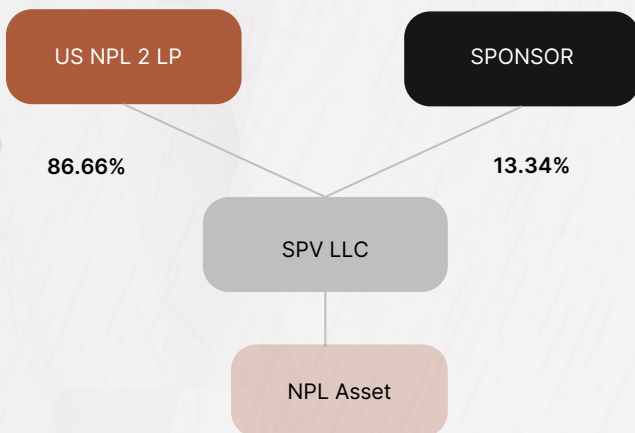 US NPL 2 LP
SPONSOR
86.66%
13.34%
SPV LLC
NPL Asset